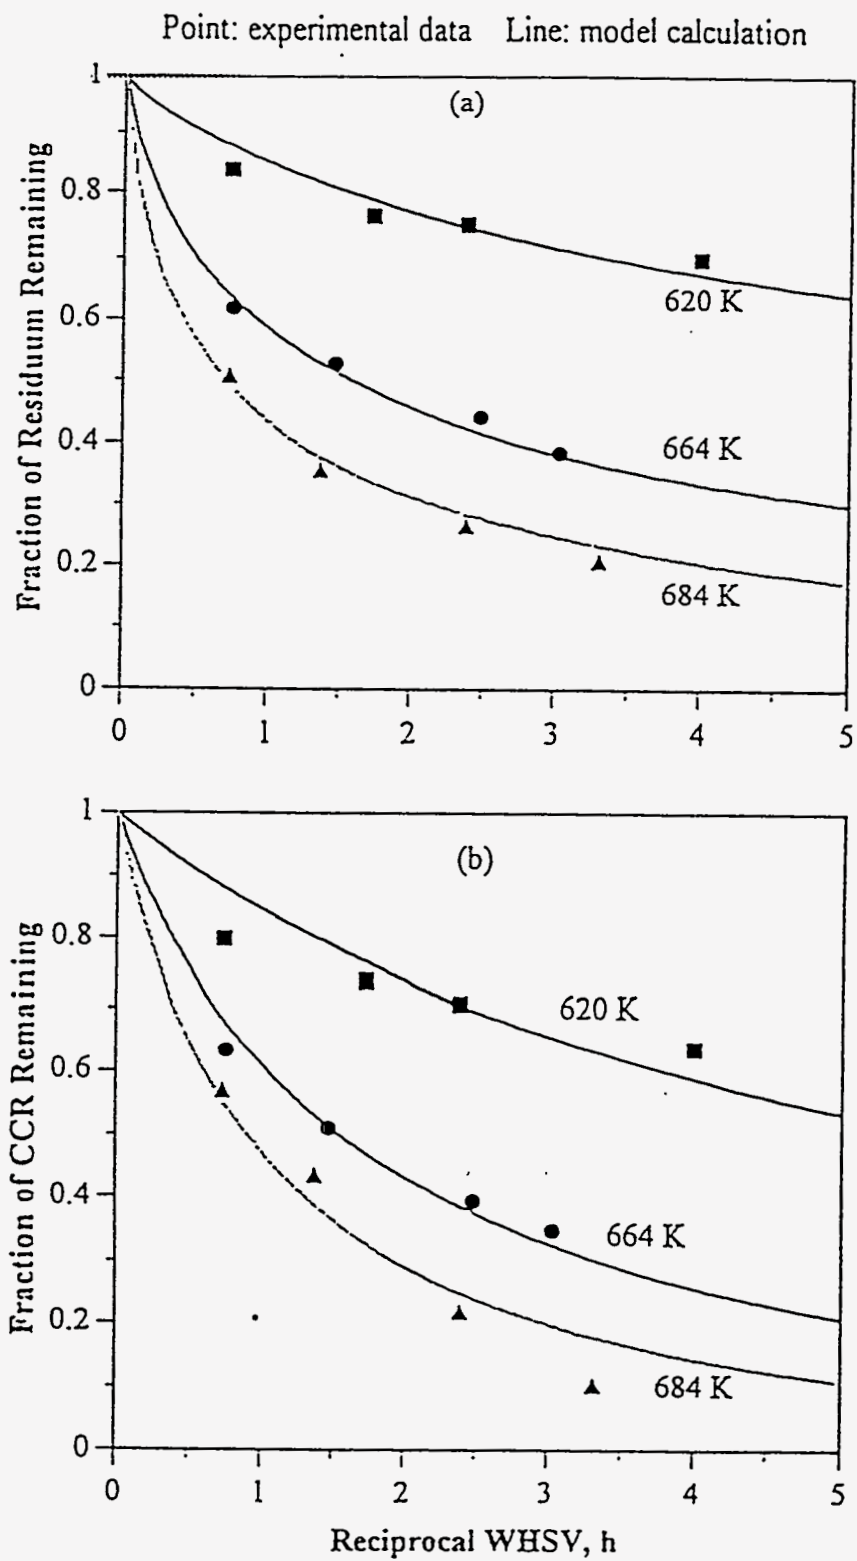 Point: experimental data Line: model calculation
(a)
Fraction of Residuum Remaining
1
0.8
0.6
0.4
0.2
0
620 K
664 K
684 K
0 1 2 3 4 5
(b)
Fraction of CCR Remaining
1
0.8
0.6
0.4
0.2
0
620 K
664 K
684 K
0 1 2 3 4 5
Reciprocal WHSV, h